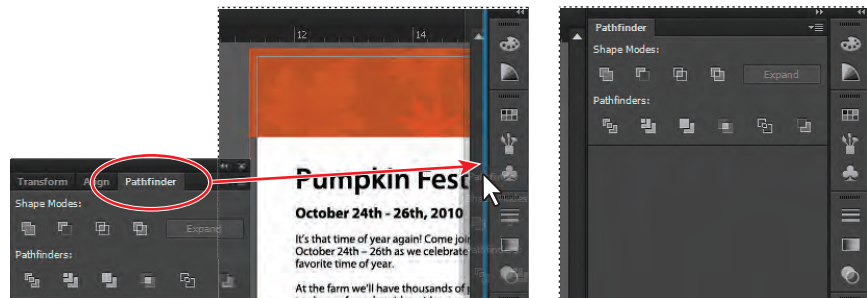 12 14
Transform Align Pathfinder
Shape Modes:
Expand
Pathfinders:
Pumpkin Fest
October 24th - 26th, 2010
It's that time of year again! Come join
October 24th – 26th as we celebrate
favorite time of year.
At the farm we'll have thousands of
Pathfinder
Shape Modes:
Expand
Pathfinders: